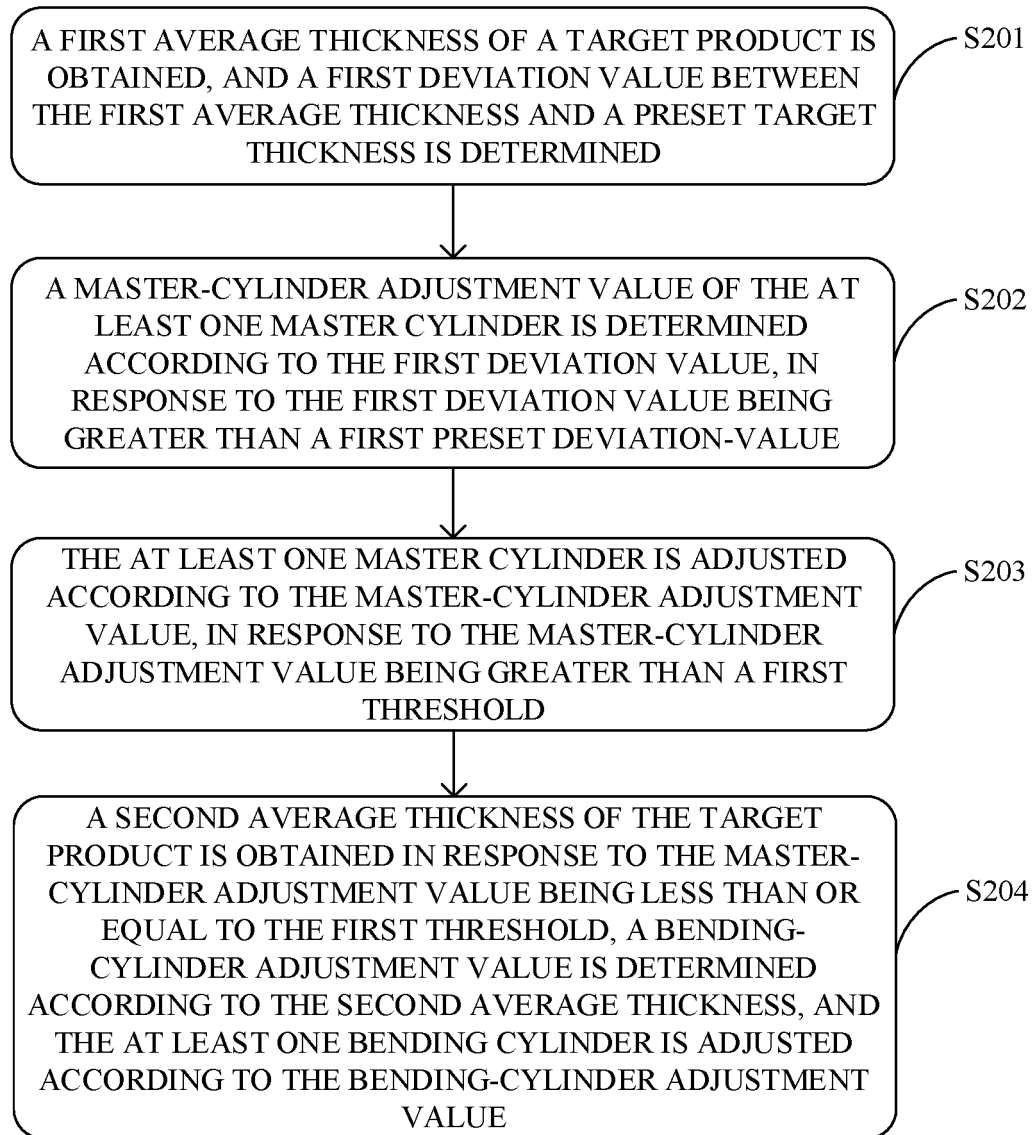 A FIRST AVERAGE THICKNESS OF A TARGET PRODUCT IS
OBTAINED, AND A FIRST DEVIATION VALUE BETWEEN
THE FIRST AVERAGE THICKNESS AND A PRESET TARGET
THICKNESS IS DETERMINED
S201
A MASTER-CYLINDER ADJUSTMENT VALUE OF THE AT
LEAST ONE MASTER CYLINDER IS DETERMINED
ACCORDING TO THE FIRST DEVIATION VALUE, IN
RESPONSE TO THE FIRST DEVIATION VALUE BEING
GREATER THAN A FIRST PRESET DEVIATION-VALUE
S202
THE AT LEAST ONE MASTER CYLINDER IS ADJUSTED
ACCORDING TO THE MASTER-CYLINDER ADJUSTMENT
VALUE, IN RESPONSE TO THE MASTER-CYLINDER
ADJUSTMENT VALUE BEING GREATER THAN A FIRST
THRESHOLD
S203
A SECOND AVERAGE THICKNESS OF THE TARGET
PRODUCT IS OBTAINED IN RESPONSE TO THE MASTER-
CYLINDER ADJUSTMENT VALUE BEING LESS THAN OR
EQUAL TO THE FIRST THRESHOLD, A BENDING-
CYLINDER ADJUSTMENT VALUE IS DETERMINED
ACCORDING TO THE SECOND AVERAGE THICKNESS, AND
THE AT LEAST ONE BENDING CYLINDER IS ADJUSTED
ACCORDING TO THE BENDING-CYLINDER ADJUSTMENT
VALUE
S204